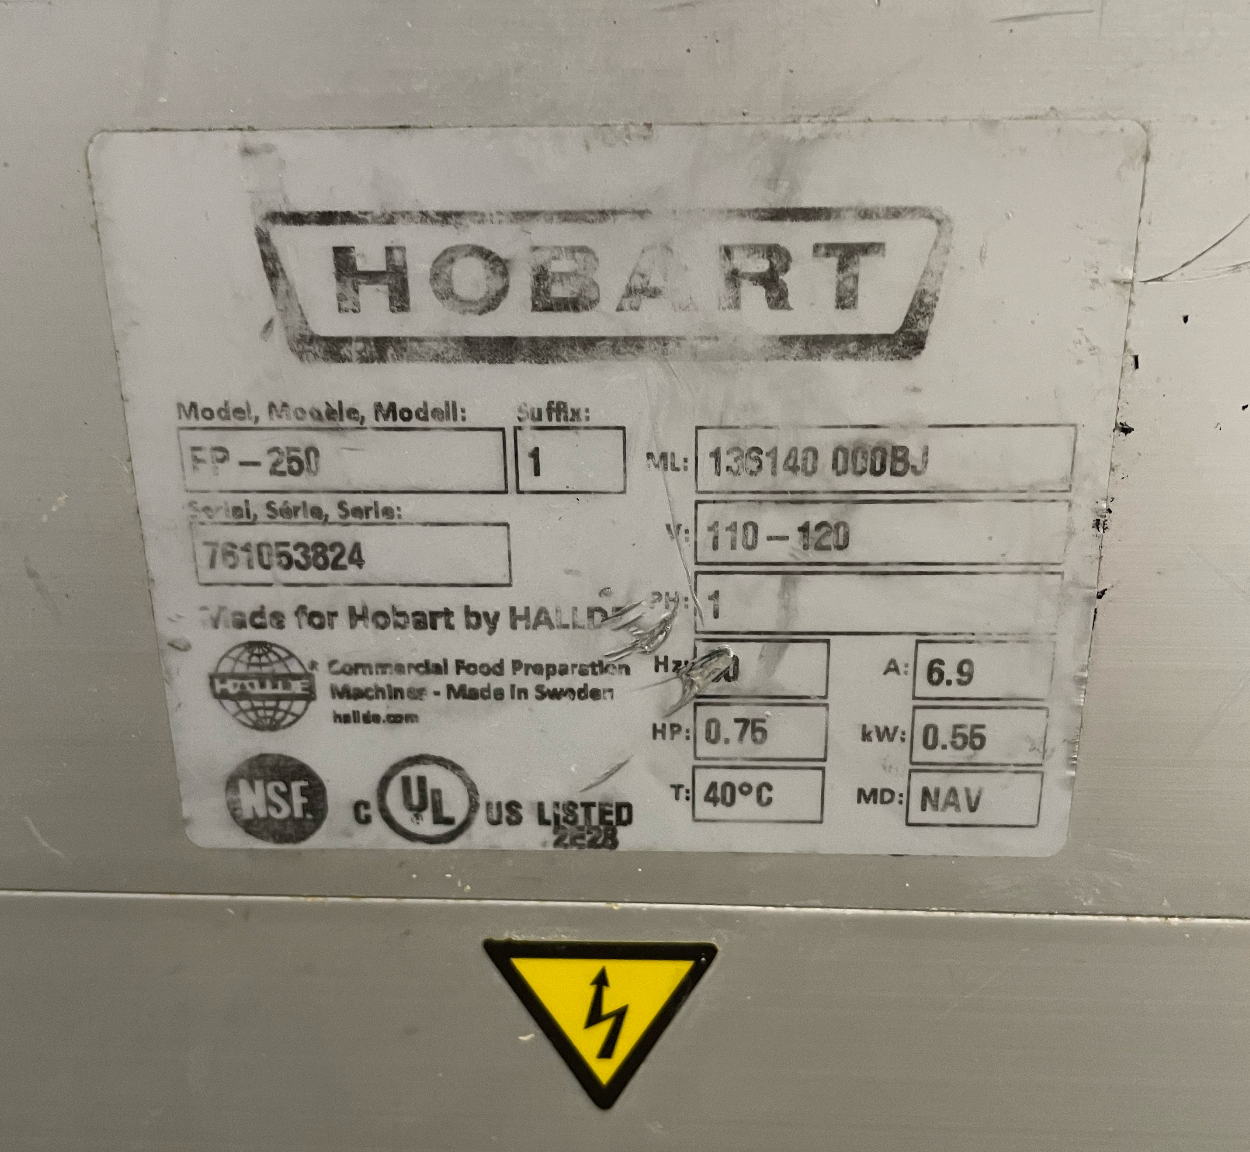 HOBART
Model, Modèle, Modell: Suffix:
FP-250 1
Serial, Série, Serie:
761053824
ML: 136140 000BJ
V: 110-120
PH: 1
Hz: A: 6.9
HP: 0.75 kW: 0.55
T: 40°C MD: NAV
Made for Hobart by HALLDE
HALLDE ® Commercial Food Preparation
Machines - Made in Sweden
hallde.com
NSF. C UL US LISTED
2E28